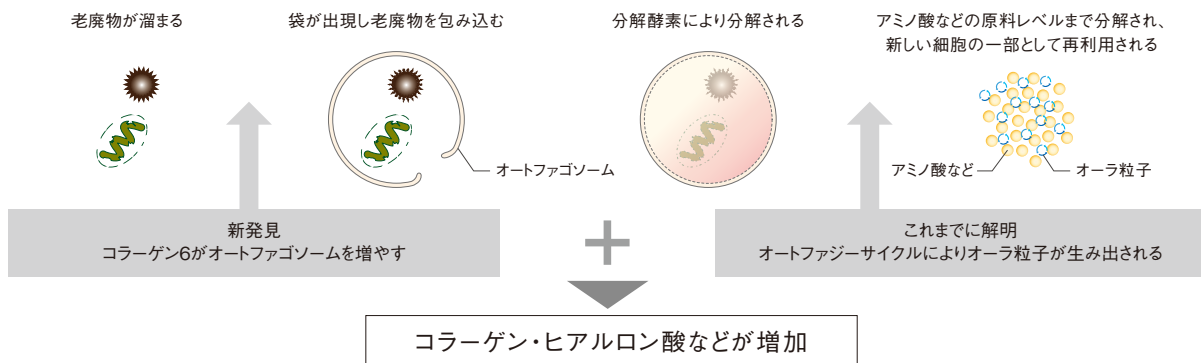 老廃物が溜まる
袋が出現し老廃物を包み込む
分解酵素により分解される
アミノ酸などの原料レベルまで分解され、
新しい細胞の一部として再利用される
オートファゴソーム
アミノ酸など
オーラ粒子
新発見
コラーゲン6がオートファゴソームを増やす
これまでに解明
オートファジーサイクルによりオーラ粒子が生み出される
コラーゲン・ヒアルロン酸などが増加